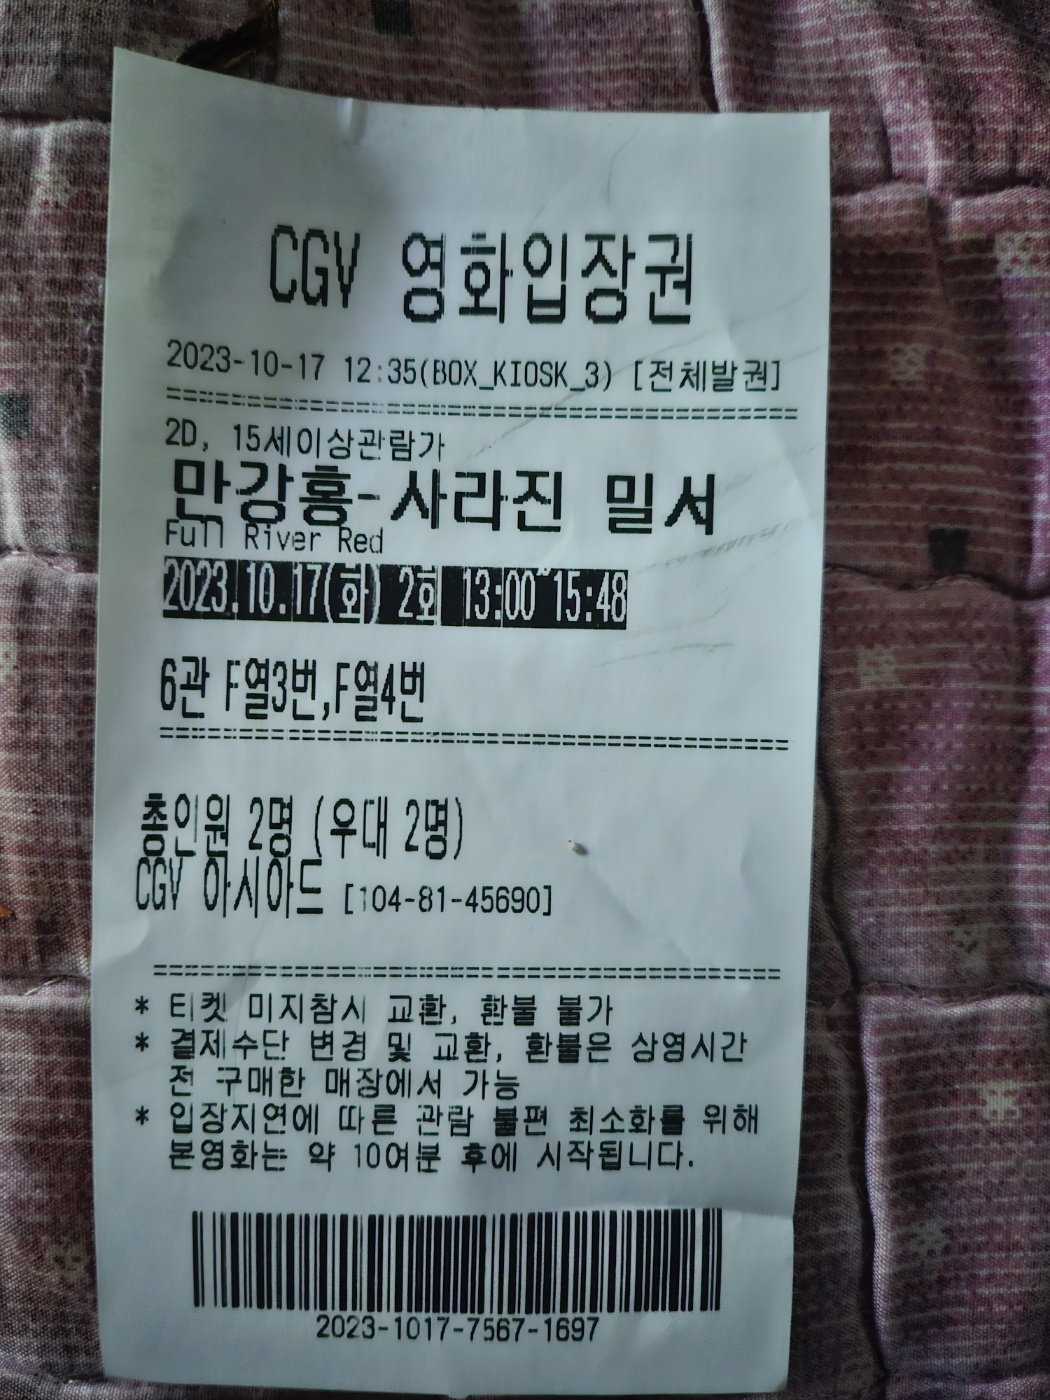 CGV 영화입장권
2023-10-17 12:35(BOX_KIOSK_3) [전체발권]
2D, 15세이상관람가
만강홍-사라진 밀서
Full River Red
2023.10.17(화) 2회 13:00~15:48
6관 F열3번,F열4번
총인원 2명 (우대 2명)
CGV 아시아드 [104-81-45690]
* 티켓 미지참시 교환, 환불 불가
* 결제수단 변경 및 교환, 환불은 상영시간
전 구매한 매장에서 가능
* 입장지연에 따른 관람 불편 최소화를 위해
본영화는 약 10여분 후에 시작됩니다.
2023-1017-7567-1697